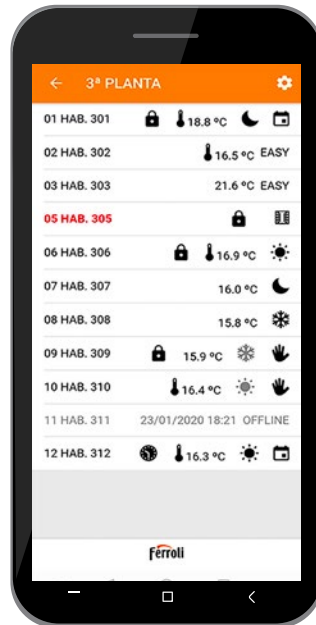 3ª PLANTA
01 HAB. 301 18.8 ºC
02 HAB. 302 16.5 ºC EASY
03 HAB. 303 21.6 ºC EASY
05 HAB. 305
06 HAB. 306 16.9 ºC
07 HAB. 307 16.0 ºC
08 HAB. 308 15.8 ºC
09 HAB. 309 15.9 ºC
10 HAB. 310 16.4 ºC
11 HAB. 311 23/01/2020 18:21 OFFLINE
12 HAB. 312 16.3 ºC
Ferroli